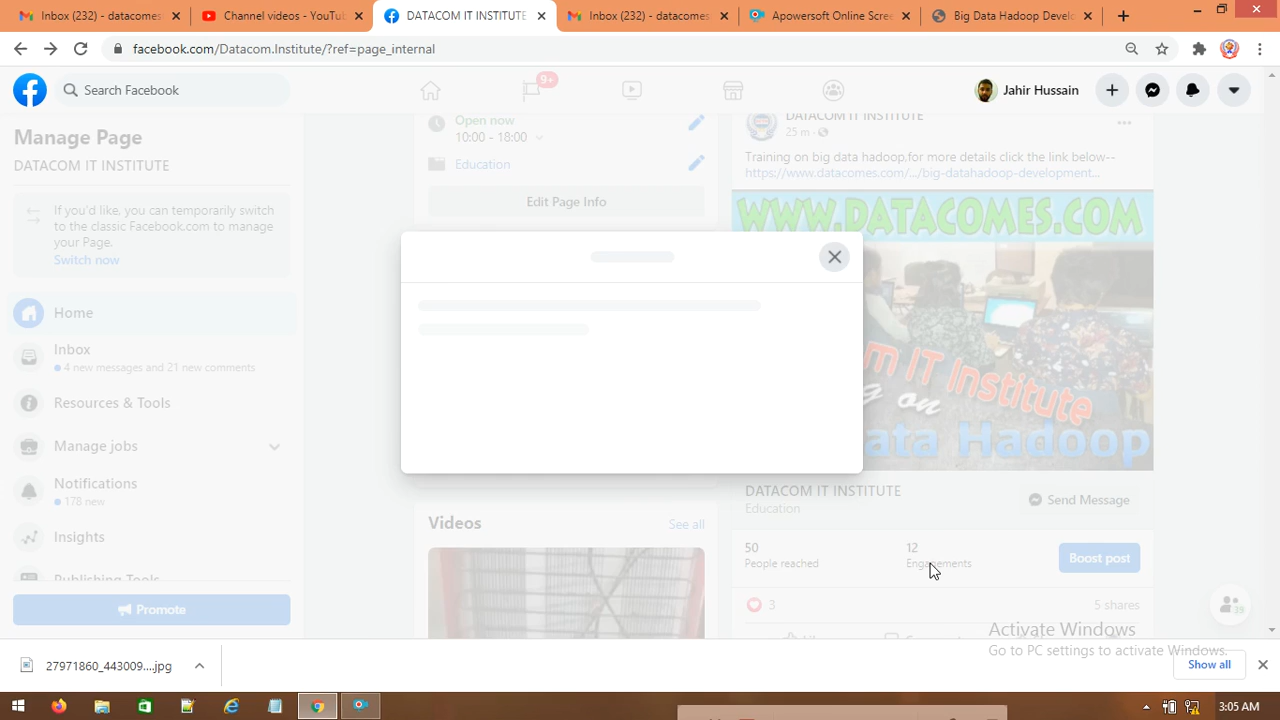 Inbox (232) - datacomes
Channel videos - YouTub
DATACOM IT INSTITUTE
Inbox (232) - datacomes
Apowersoft Online Scre
Big Data Hadoop Develo
facebook.com/Datacom.Institute/?ref=page_internal
Search Facebook
9+
Jahir Hussain
Manage Page
DATACOM IT INSTITUTE
If you'd like, you can temporarily switch
to the classic Facebook.com to manage
your Page.
Switch now
Home
Inbox
4 new messages and 21 new comments
Resources & Tools
Manage jobs
Notifications
178 new
Insights
Publishing Tools
Promote
Open now
10:00 - 18:00
Education
Edit Page Info
Videos
See all
DATACOM IT INSTITUTE
25 m
Training on big data hadoop,for more details click the link below--
https://www.datacomes.com/.../big-datahadoop-development...
WWW.DATACOMES.COM
m IT Institute
g on
ata Hadoop
DATACOM IT INSTITUTE
Education
Send Message
50
People reached
12
Engagements
Boost post
3
5 shares
39
Activate Windows
Go to PC settings to activate Windows.
27971860_443009....jpg
Show all
3:05 AM